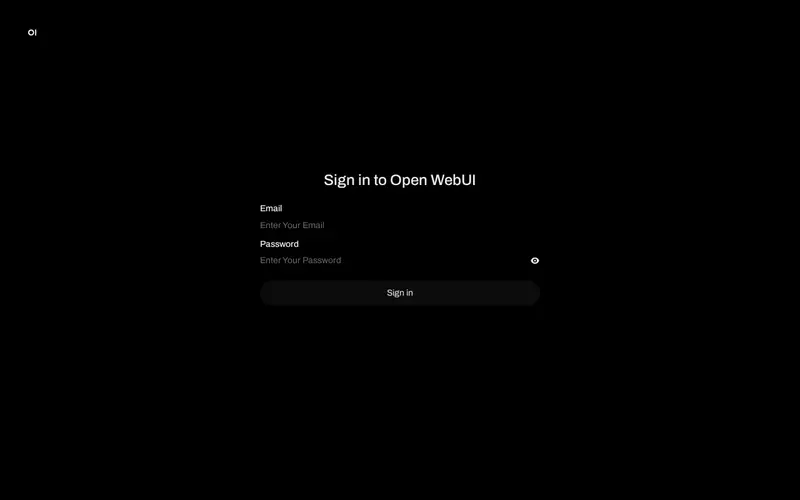 OI
Sign in to Open WebUI
Email
Enter Your Email
Password
Enter Your Password
Sign in